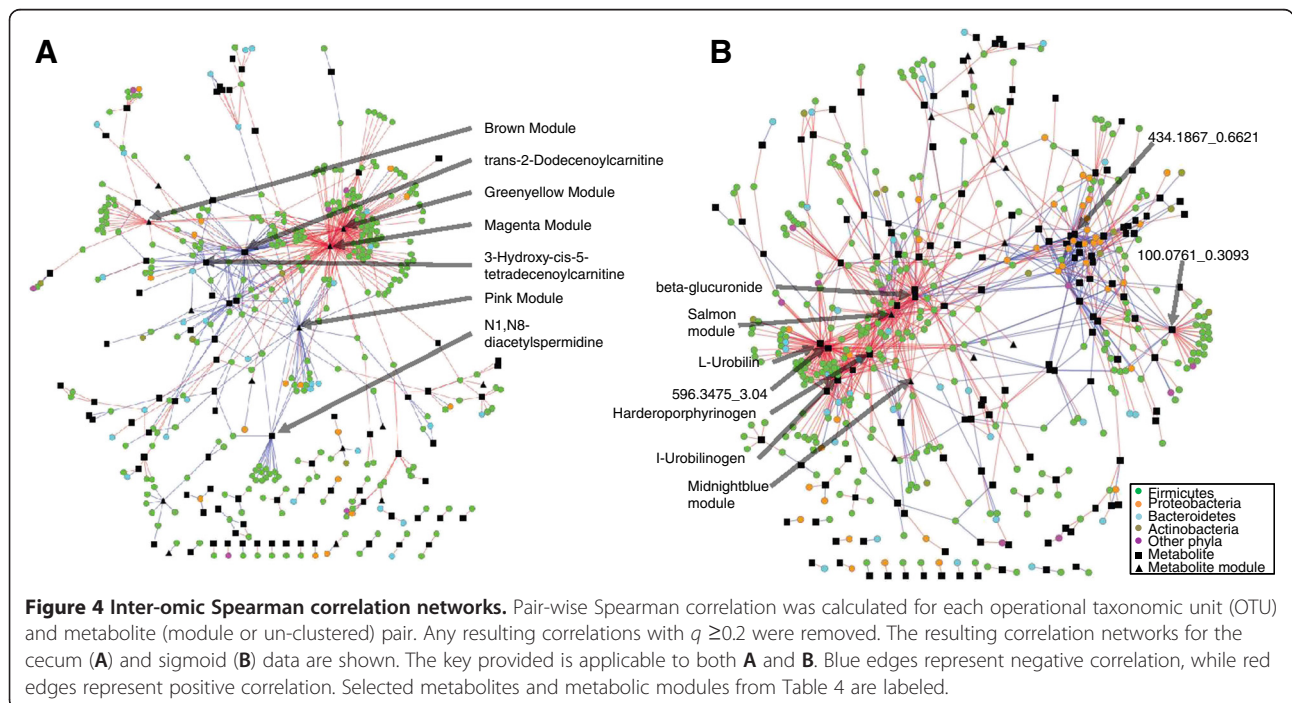 A
Brown Module
trans-2-Dodecenoylcarnitine
Greenyellow Module
Magenta Module
3-Hydroxy-cis-5-
tetradecenoylcarnitine
Pink Module
N1,N8-
diacetylspermidine
B
434.1867_0.6621
100.0761_0.3093
beta-glucuronide
Salmon
module
L-Urobilin
596.3475_3.04
Harderoporphyrinogen
I-Urobilinogen
Midnightblue
module
Firmicutes
Proteobacteria
Bacteroidetes
Actinobacteria
Other phyla
Metabolite
Metabolite module
Figure 4 Inter-omic Spearman correlation networks. Pair-wise Spearman correlation was calculated for each operational taxonomic unit (OTU)
and metabolite (module or un-clustered) pair. Any resulting correlations with q ≥0.2 were removed. The resulting correlation networks for the
cecum (A) and sigmoid (B) data are shown. The key provided is applicable to both A and B. Blue edges represent negative correlation, while red
edges represent positive correlation. Selected metabolites and metabolic modules from Table 4 are labeled.